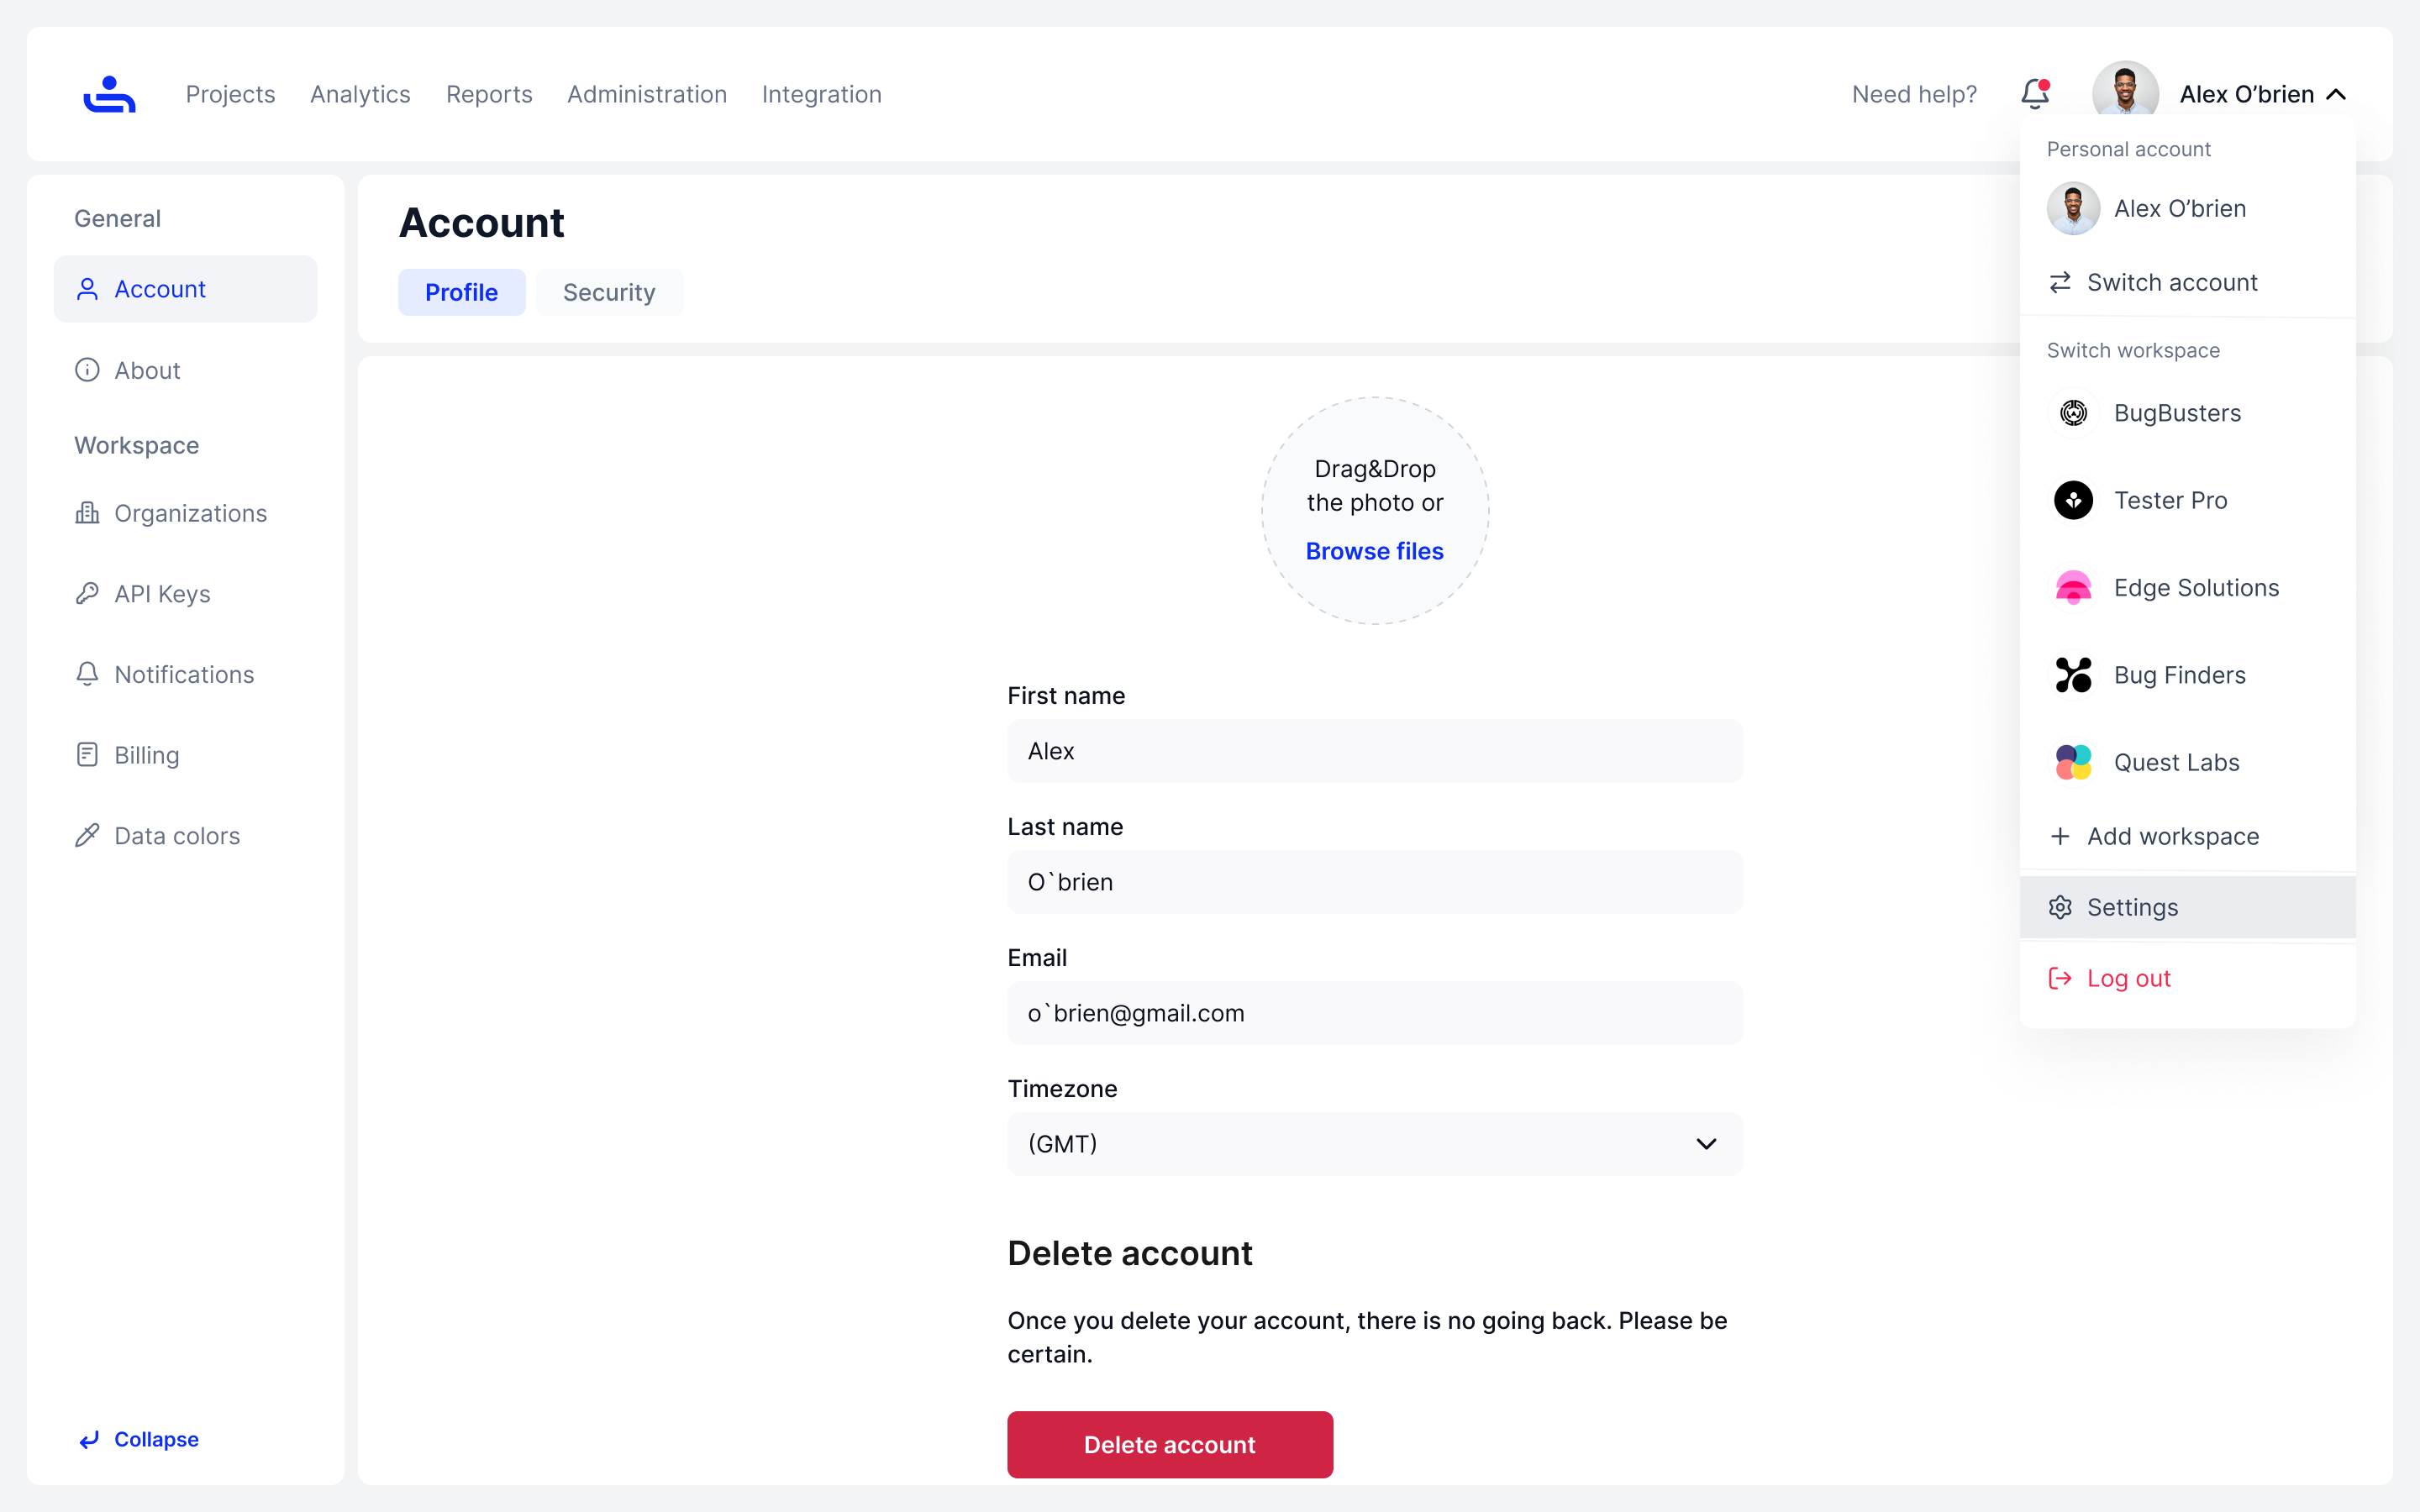 Projects
Analytics
Reports
Administration
Integration
Need help?
Alex O’brien
General
Account
About
Workspace
Organizations
API Keys
Notifications
Billing
Data colors
Collapse
Account
Profile
Security
Drag&Drop
the photo or
Browse files
First name
Alex
Last name
O`brien
Email
o`brien@gmail.com
Timezone
(GMT)
Delete account
Once you delete your account, there is no going back. Please be
certain.
Delete account
Personal account
Alex O’brien
Switch account
Switch workspace
BugBusters
Tester Pro
Edge Solutions
Bug Finders
Quest Labs
Add workspace
Settings
Log out